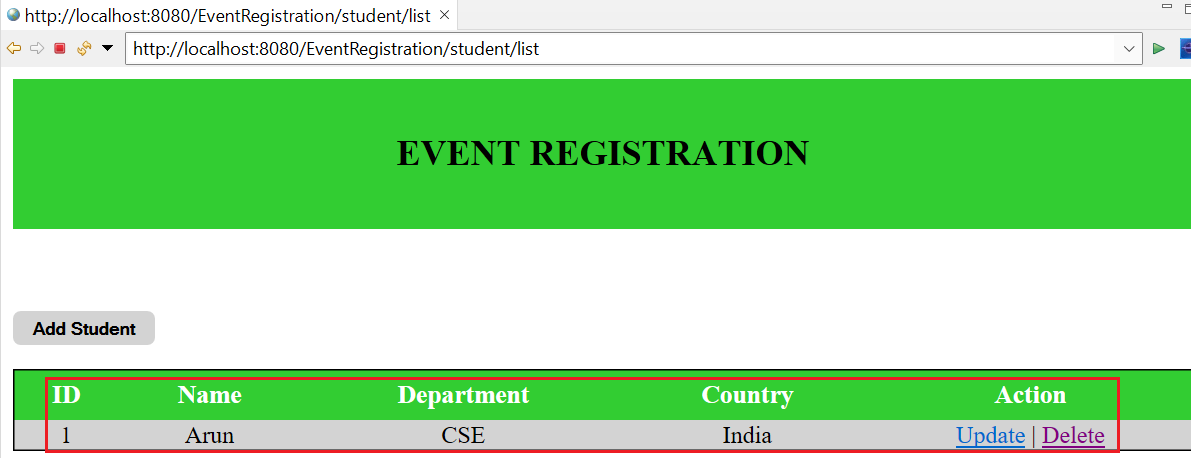 http://localhost:8080/EventRegistration/student/list
http://localhost:8080/EventRegistration/student/list
EVENT REGISTRATION
Add Student
ID Name Department Country Action
1 Arun CSE India Update | Delete